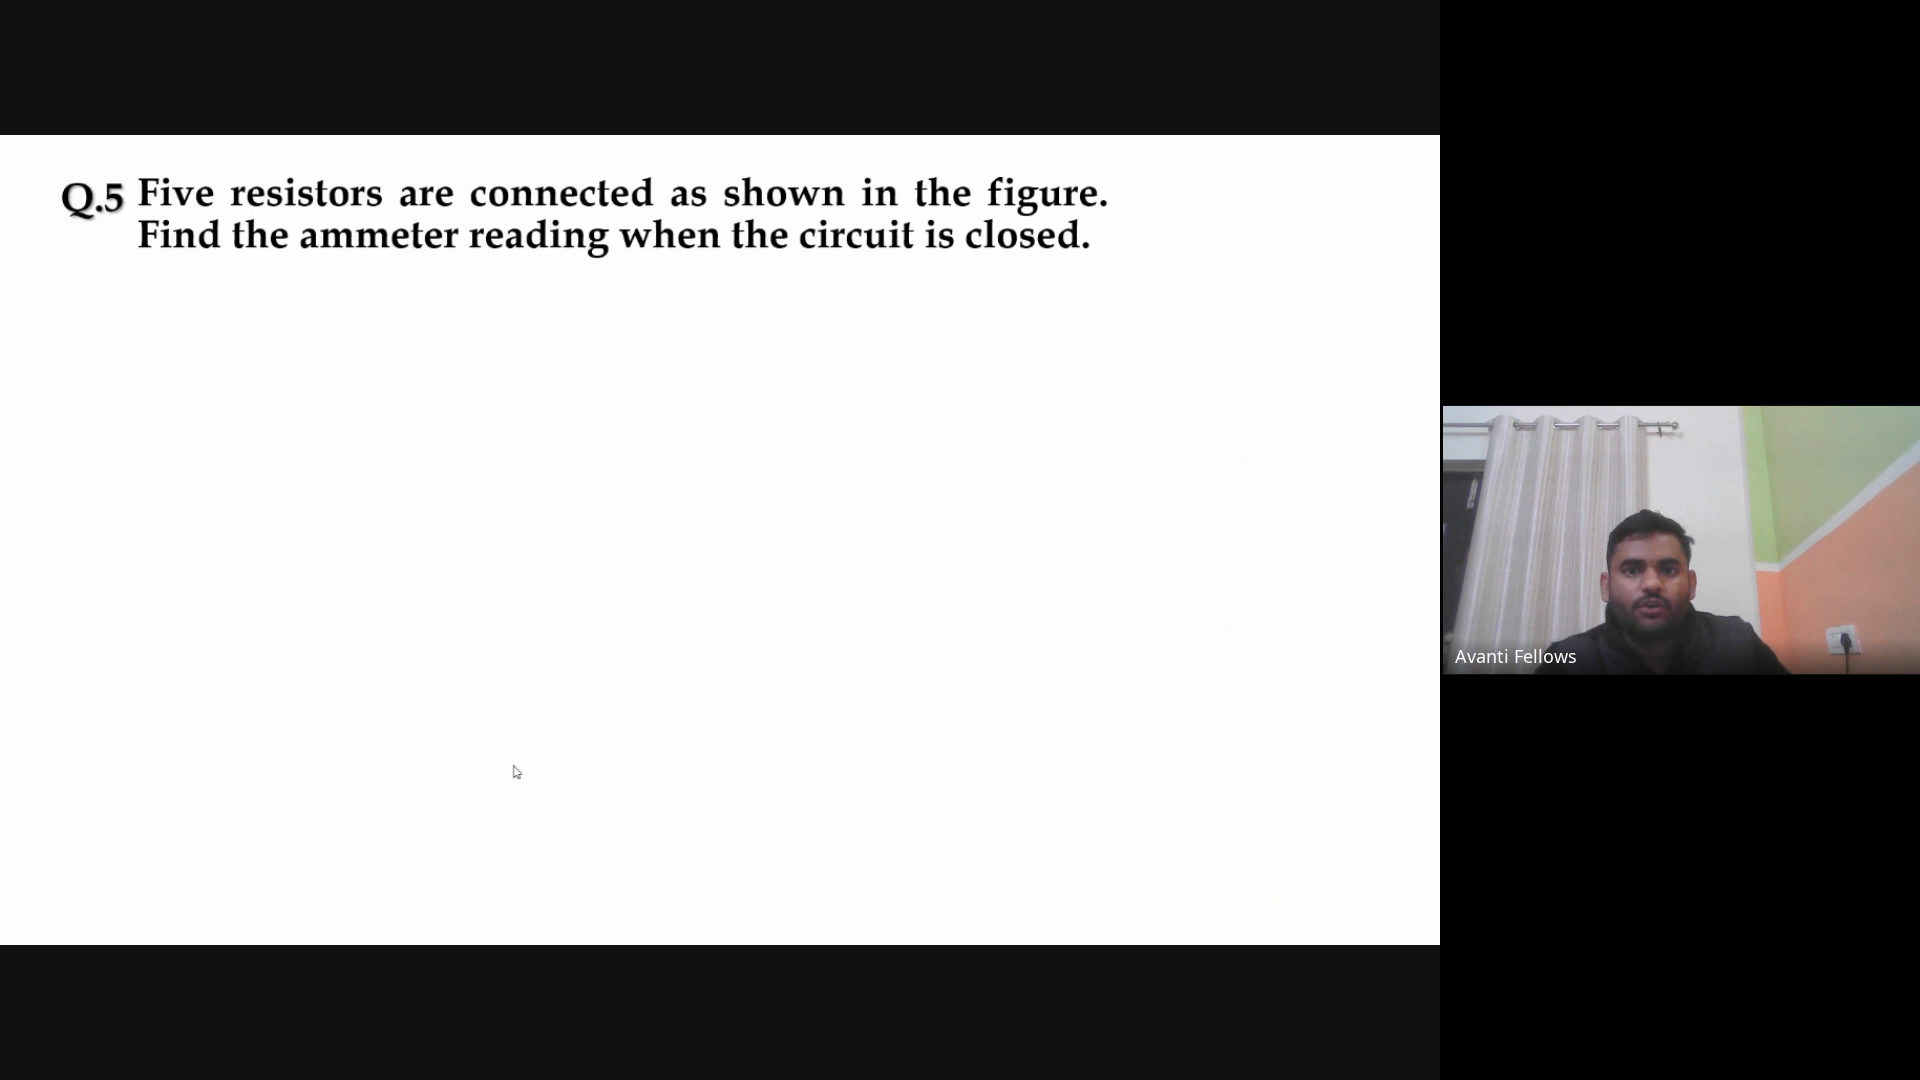 Q.5 Five resistors are connected as shown in the figure.
Find the ammeter reading when the circuit is closed.
Avanti Fellows